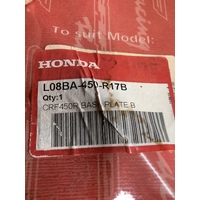 To suit Model:
HONDA
L08BA-450-R17B
Qty:1
CRF450R BASE PLATE B